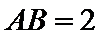 AB = 2